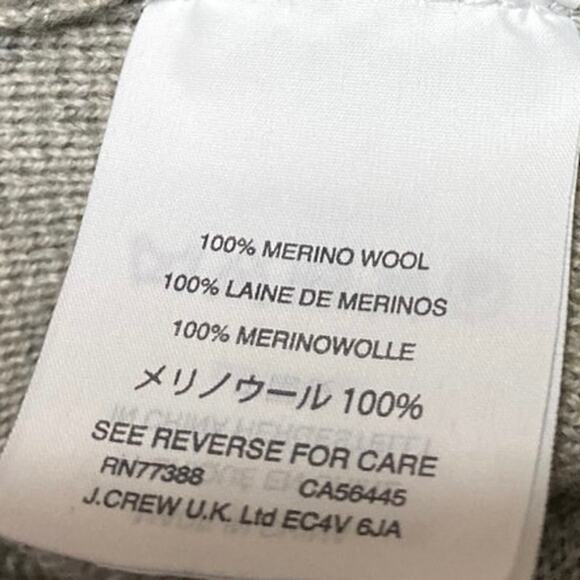 100% MERINO WOOL
100% LAINE DE MERINOS
100% MERINOWOLLE
メリノウール 100%
SEE REVERSE FOR CARE
RN77388 CA56445
J.CREW U.K. Ltd EC4V 6JA